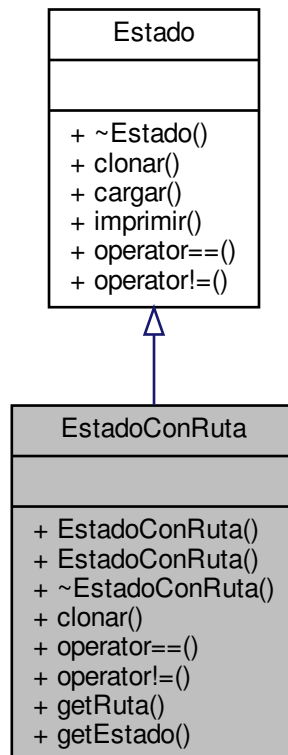 Estado
+ ~Estado()
+ clonar()
+ cargar()
+ imprimir()
+ operator==()
+ operator!=()
EstadoConRuta
+ EstadoConRuta()
+ EstadoConRuta()
+ ~EstadoConRuta()
+ clonar()
+ operator==()
+ operator!=()
+ getRuta()
+ getEstado()